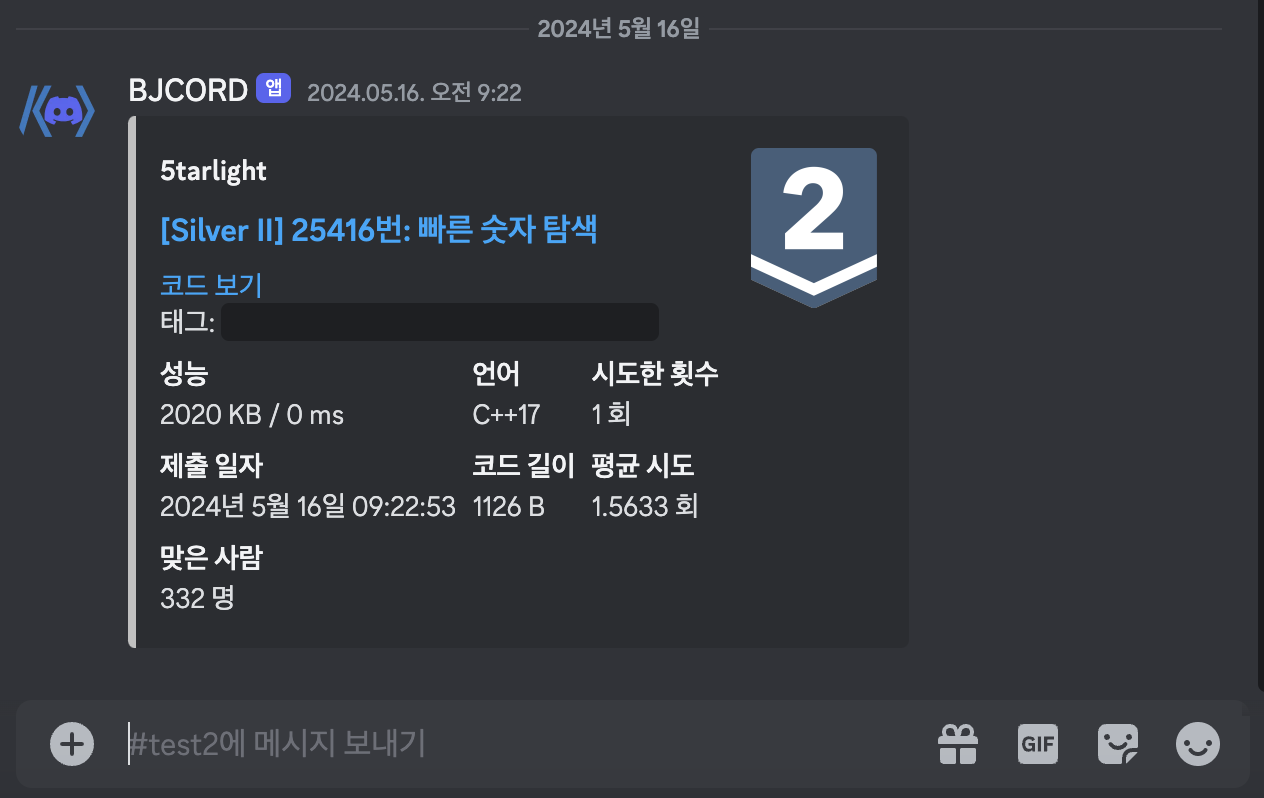 2024년 5월 16일
BJCORD 앱 2024.05.16. 오전 9:22
5tarlight
2
[Silver II] 25416번: 빠른 숫자 탐색
코드 보기
태그:
성능 언어 시도한 횟수
2020 KB / 0 ms C++17 1 회
제출 일자 코드 길이 평균 시도
2024년 5월 16일 09:22:53 1126 B 1.5633 회
맞은 사람
332 명
#test2에 메시지 보내기 GIF